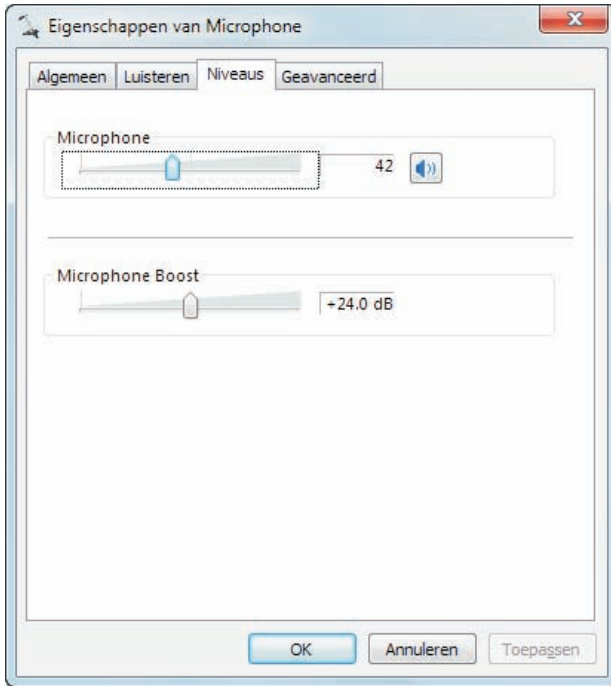 Eigenschappen van Microphone
Algemeen Luisteren Niveaus Geavanceerd
Microphone
42
Microphone Boost
+24.0 dB
OK Annuleren Toepassen